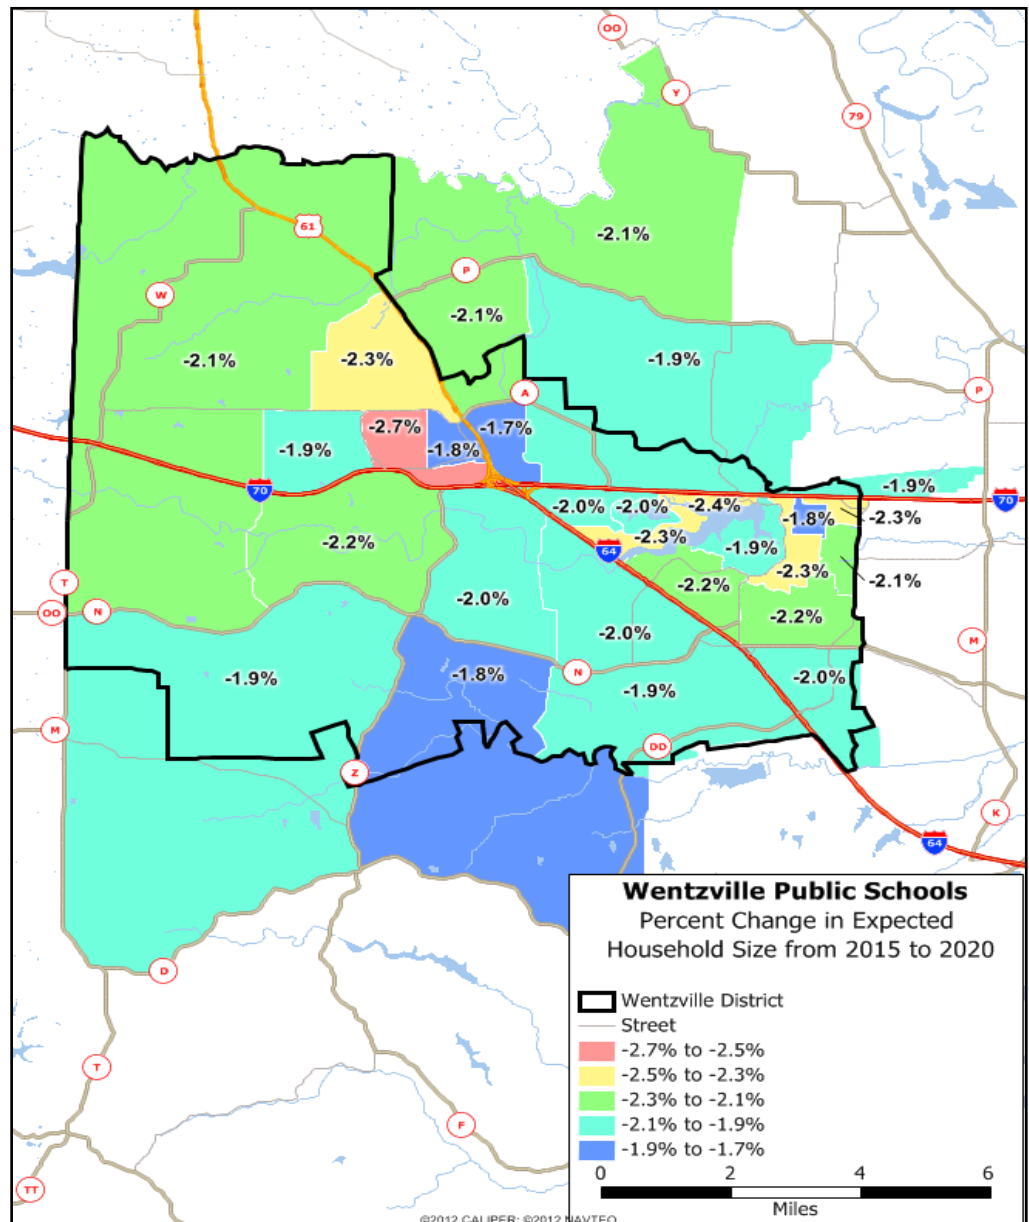 OO
Y
79
61
-2.1%
P
W
-2.1%
-2.1%
-2.3%
-1.9%
P
A
-2.7%
-1.7%
-1.8%
-1.9%
70
-1.9%
70
-2.0%
-2.0%
-2.4%
-1.8%
-2.3%
-2.2%
-2.3%
64
-1.9%
-2.3%
-2.1%
T
-2.2%
OO
N
-2.0%
-2.2%
-2.0%
M
-1.9%
-1.8%
N
-1.9%
-2.0%
M
DD
Z
K
64
D
T
F
TT
Wentzville Public Schools
Percent Change in Expected
Household Size from 2015 to 2020
Wentzville District
Street
-2.7% to -2.5%
-2.5% to -2.3%
-2.3% to -2.1%
-2.1% to -1.9%
-1.9% to -1.7%
0 2 4 6
Miles
©2012 CALIPER; ©2012 NAVTEQ